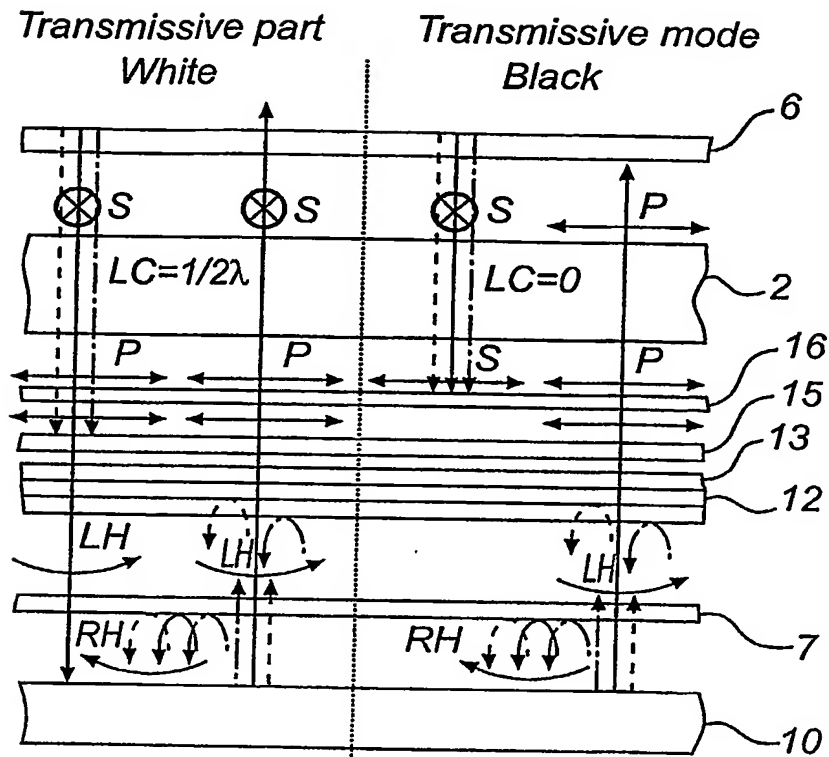 Transmissive part
White
Transmissive mode
Black
6
S
S
S
P
LC=1/2λ
LC=0
2
P
P
S
P
16
15
13
12
LH
LH
LH
RH
RH
7
10